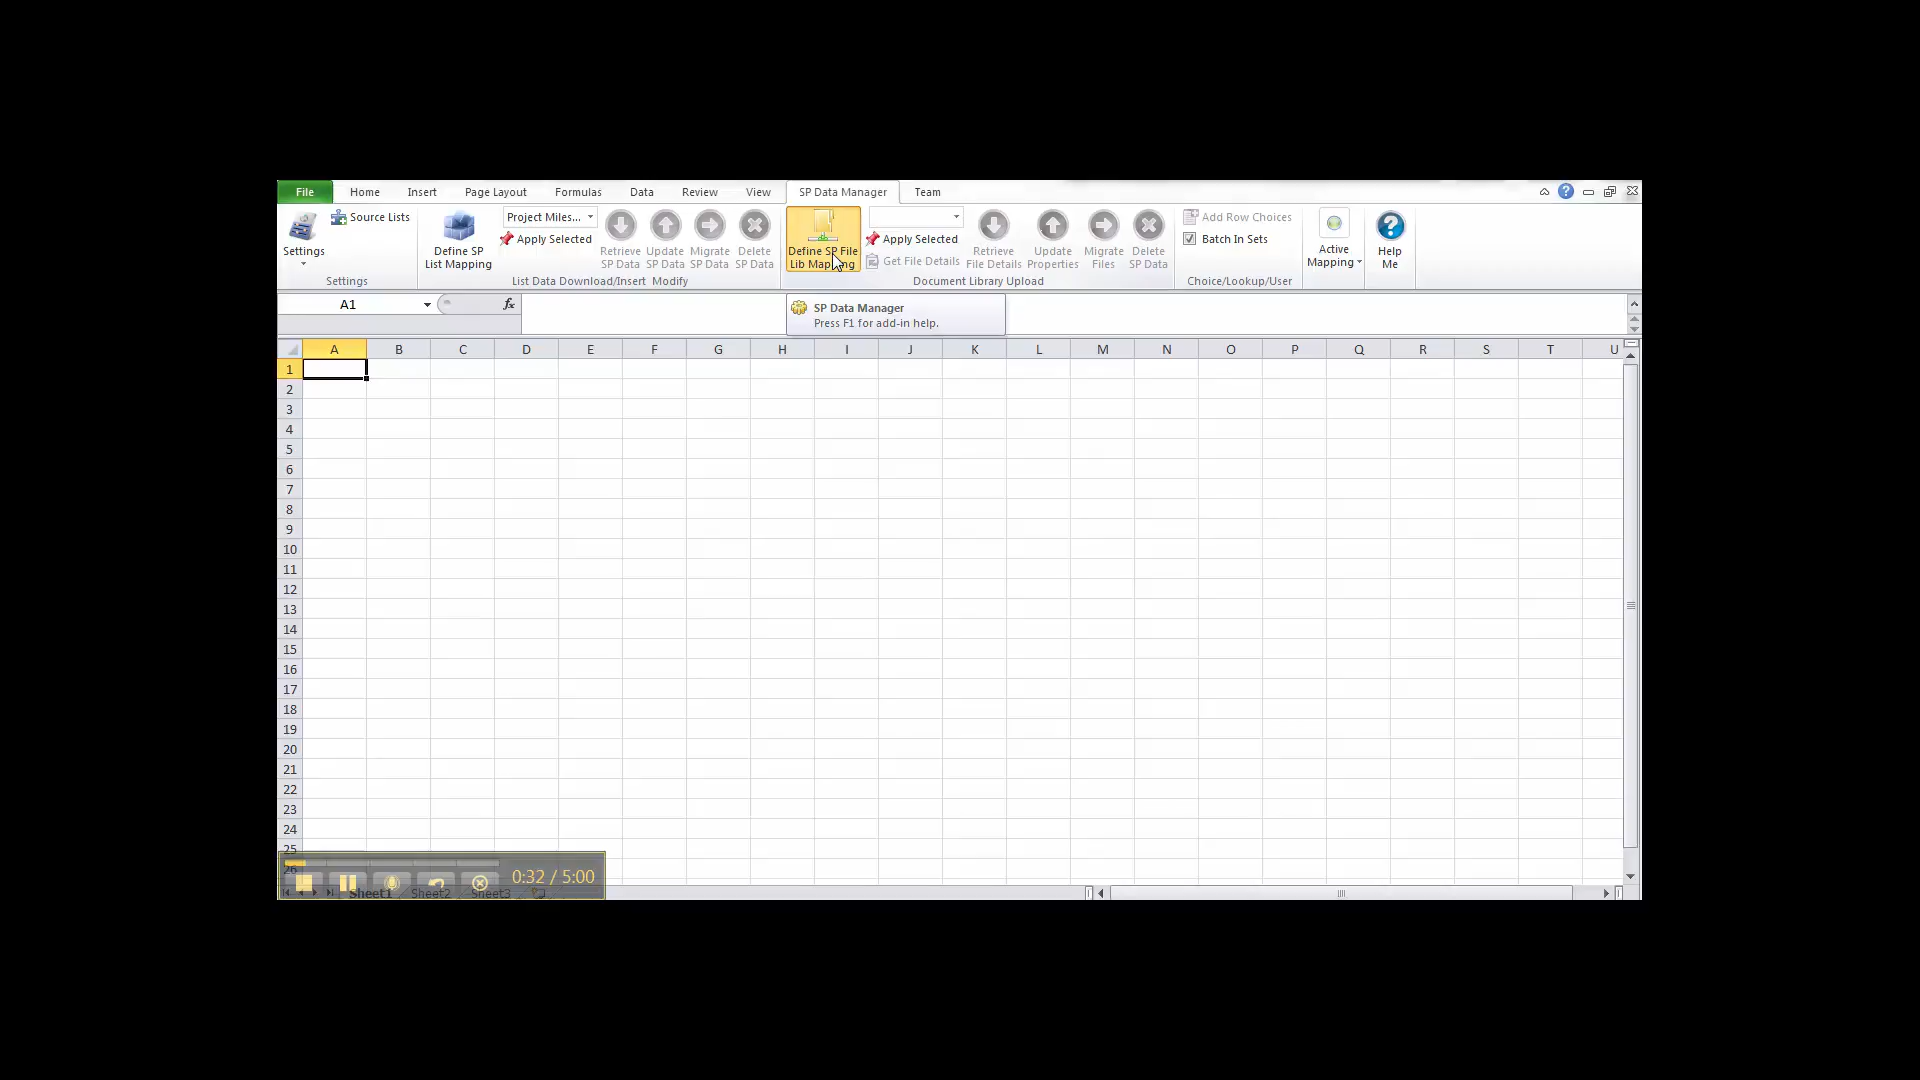 File Home Insert Page Layout Formulas Data Review View SP Data Manager Team
Settings
Source Lists
Settings
Define SP
List Mapping
Project Miles...
Apply Selected
Retrieve
SP Data
Update
SP Data
Migrate
SP Data
Delete
SP Data
List Data Download/Insert Modify
Define SP File
Lib Mapping
Apply Selected
Get File Details
Retrieve
File Details
Update
Properties
Migrate
Files
Delete
SP Data
Document Library Upload
Add Row Choices
Batch In Sets
Choice/Lookup/User
Active
Mapping
Help
Me
A1
fx
SP Data Manager
Press F1 for add-in help.
A B C D E F G H I J K L M N O P Q R S T U
1
2
3
4
5
6
7
8
9
10
11
12
13
14
15
16
17
18
19
20
21
22
23
24
25
26
0:32 / 5:00
Sheet1 Sheet2 Sheet3